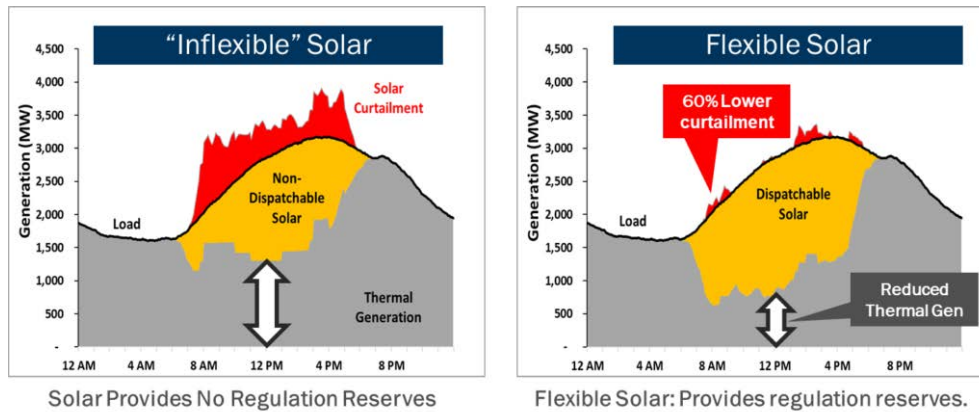 "Inflexible" Solar
Generation (MW)
4,500
4,000
3,500
3,000
2,500
2,000
1,500
1,000
500
-
Solar
Curtailment
Non-
Dispatchable
Solar
Load
Thermal
Generation
12 AM 4 AM 8 AM 12 PM 4 PM 8 PM
Solar Provides No Regulation Reserves
Flexible Solar
Generation (MW)
4,500
4,000
3,500
3,000
2,500
2,000
1,500
1,000
500
-
60% Lower
curtailment
Dispatchable
Solar
Load
Reduced
Thermal Gen
12 AM 4 AM 8 AM 12 PM 4 PM 8 PM
Flexible Solar: Provides regulation reserves.